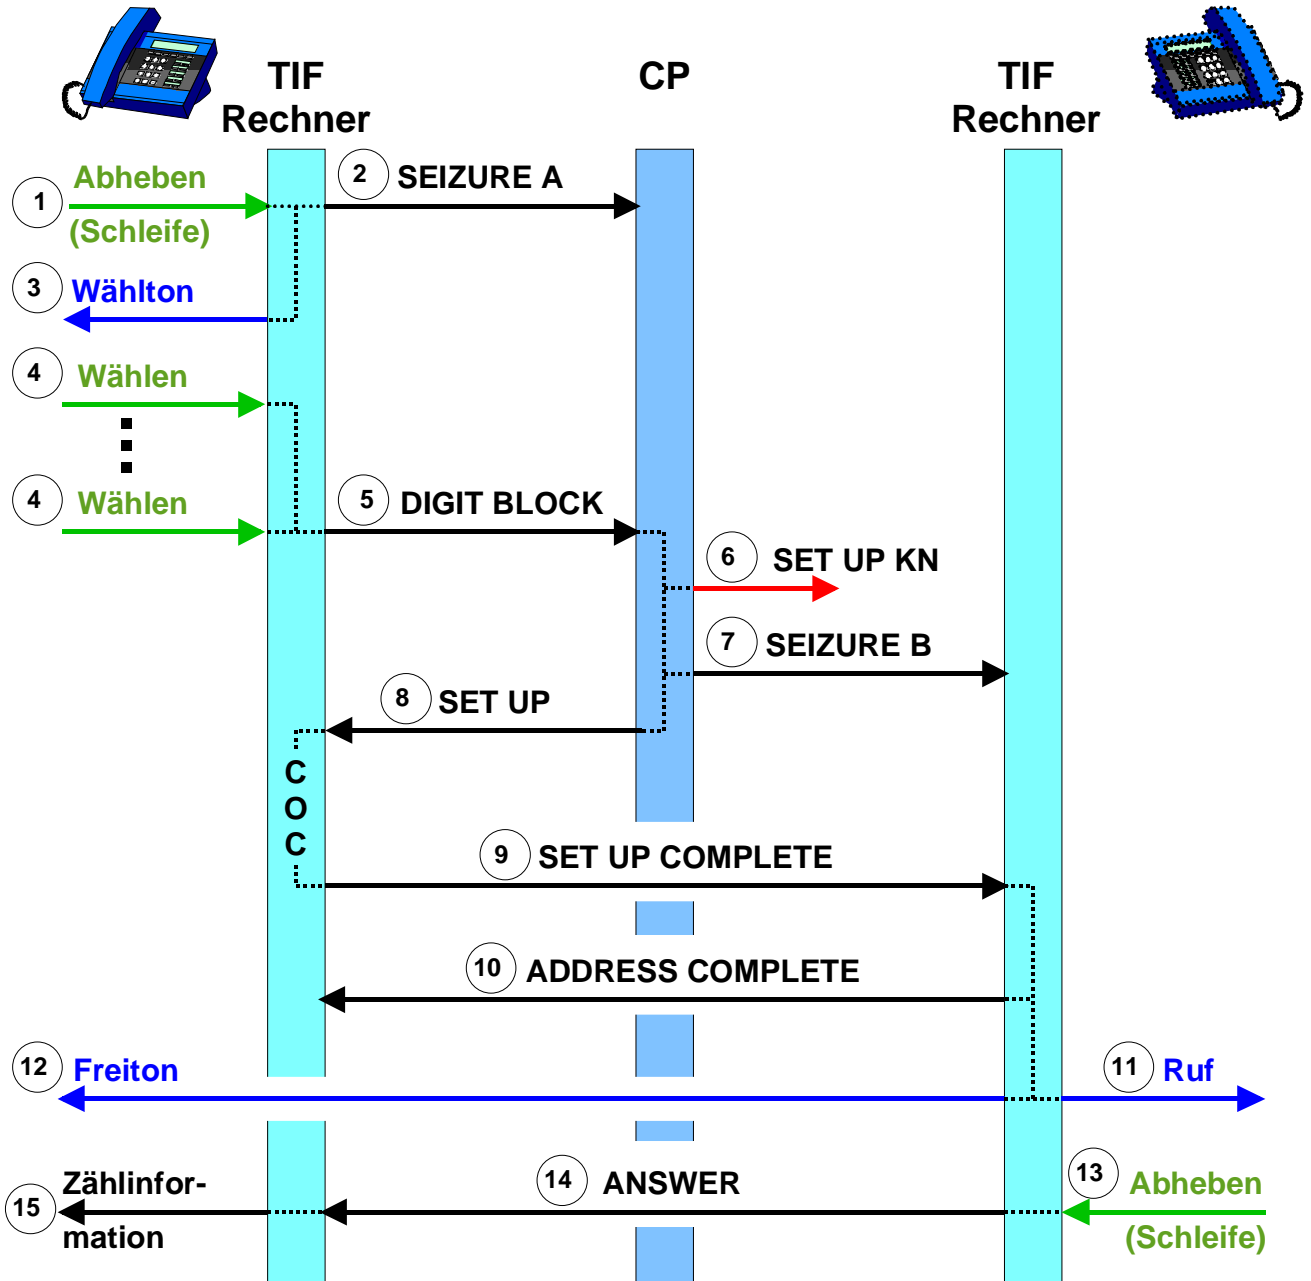 TIF
Rechner
CP
TIF
Rechner
1
Abheben
(Schleife)
2
SEIZURE A
3
Wählton
4
Wählen
4
Wählen
5
DIGIT BLOCK
6
SET UP KN
7
SEIZURE B
8
SET UP
C
O
C
9
SET UP COMPLETE
10
ADDRESS COMPLETE
12
Freiton
11
Ruf
15
Zählinfor-
mation
14
ANSWER
13
Abheben
(Schleife)